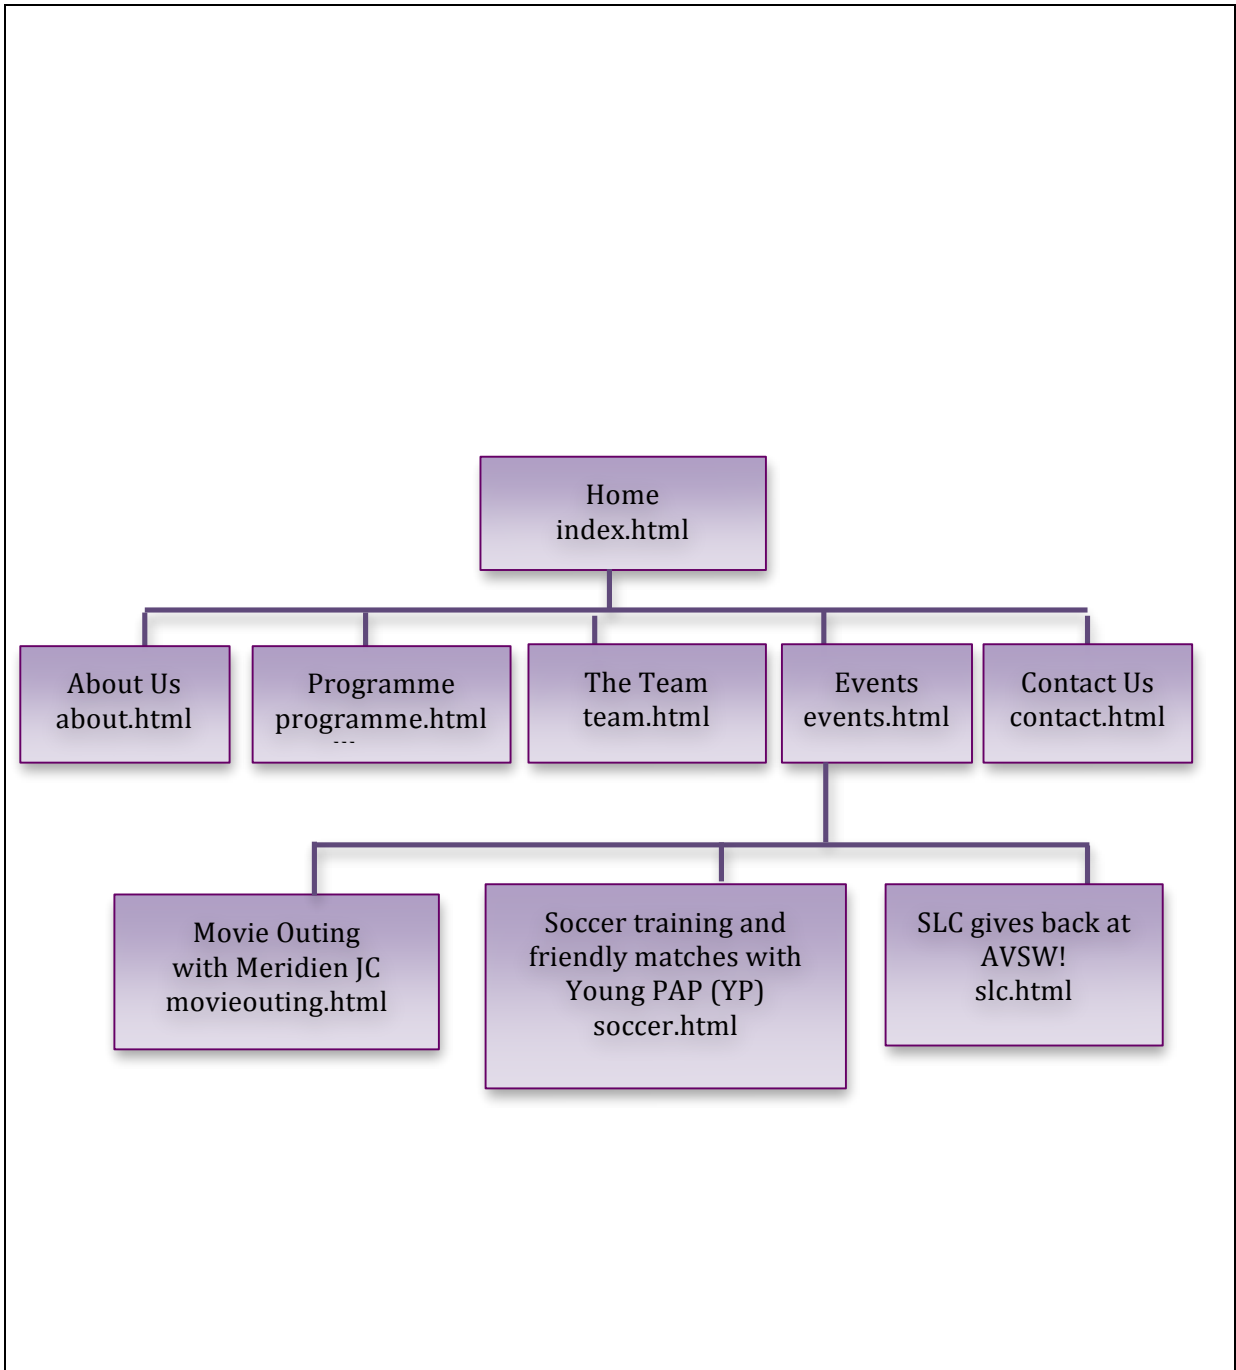 Home
index.html
About Us
about.html
Programme
programme.html
The Team
team.html
Events
events.html
Contact Us
contact.html
Movie Outing
with Meridien JC
movieouting.html
Soccer training and
friendly matches with
Young PAP (YP)
soccer.html
SLC gives back at
AVSW!
slc.html